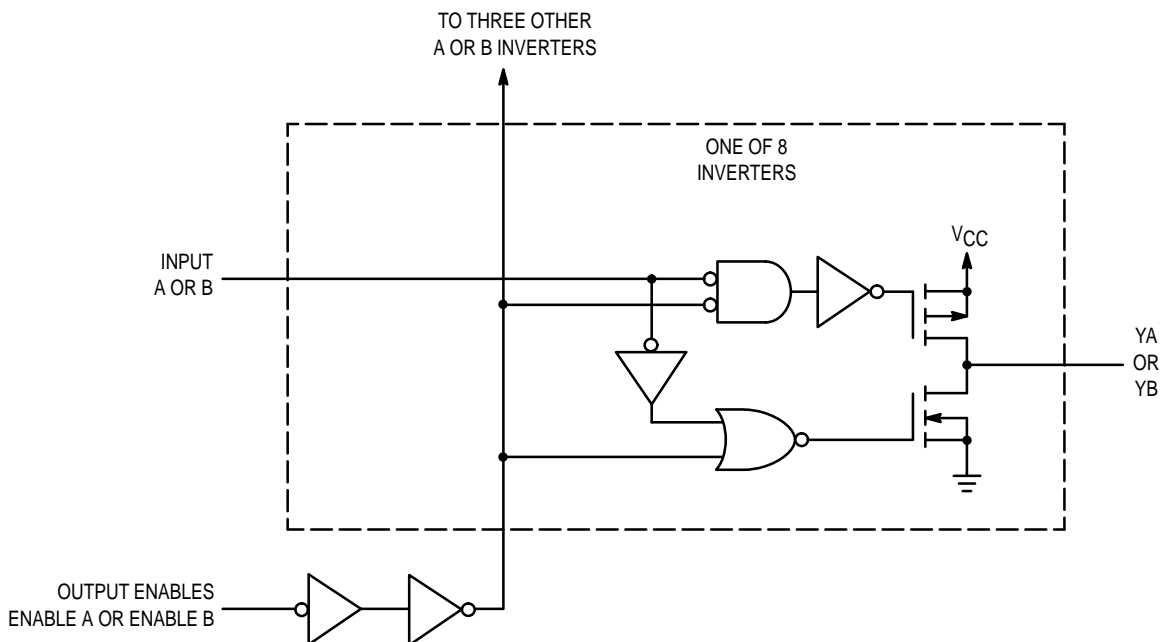 TO THREE OTHER
A OR B INVERTERS
ONE OF 8
INVERTERS
VCC
INPUT
A OR B
YA
OR
YB
OUTPUT ENABLES
ENABLE A OR ENABLE B